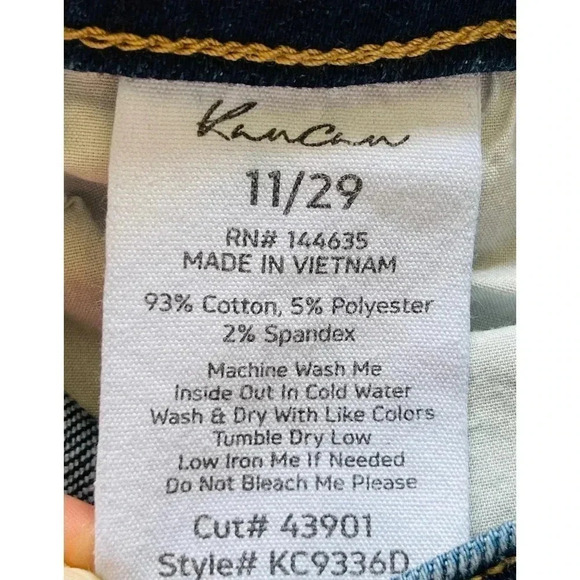 KanCan
11/29
RN# 144635
MADE IN VIETNAM
93% Cotton, 5% Polyester
2% Spandex
Machine Wash Me
Inside Out In Cold Water
Wash & Dry With Like Colors
Tumble Dry Low
Low Iron Me If Needed
Do Not Bleach Me Please
Cut# 43901
Style# KC9336D